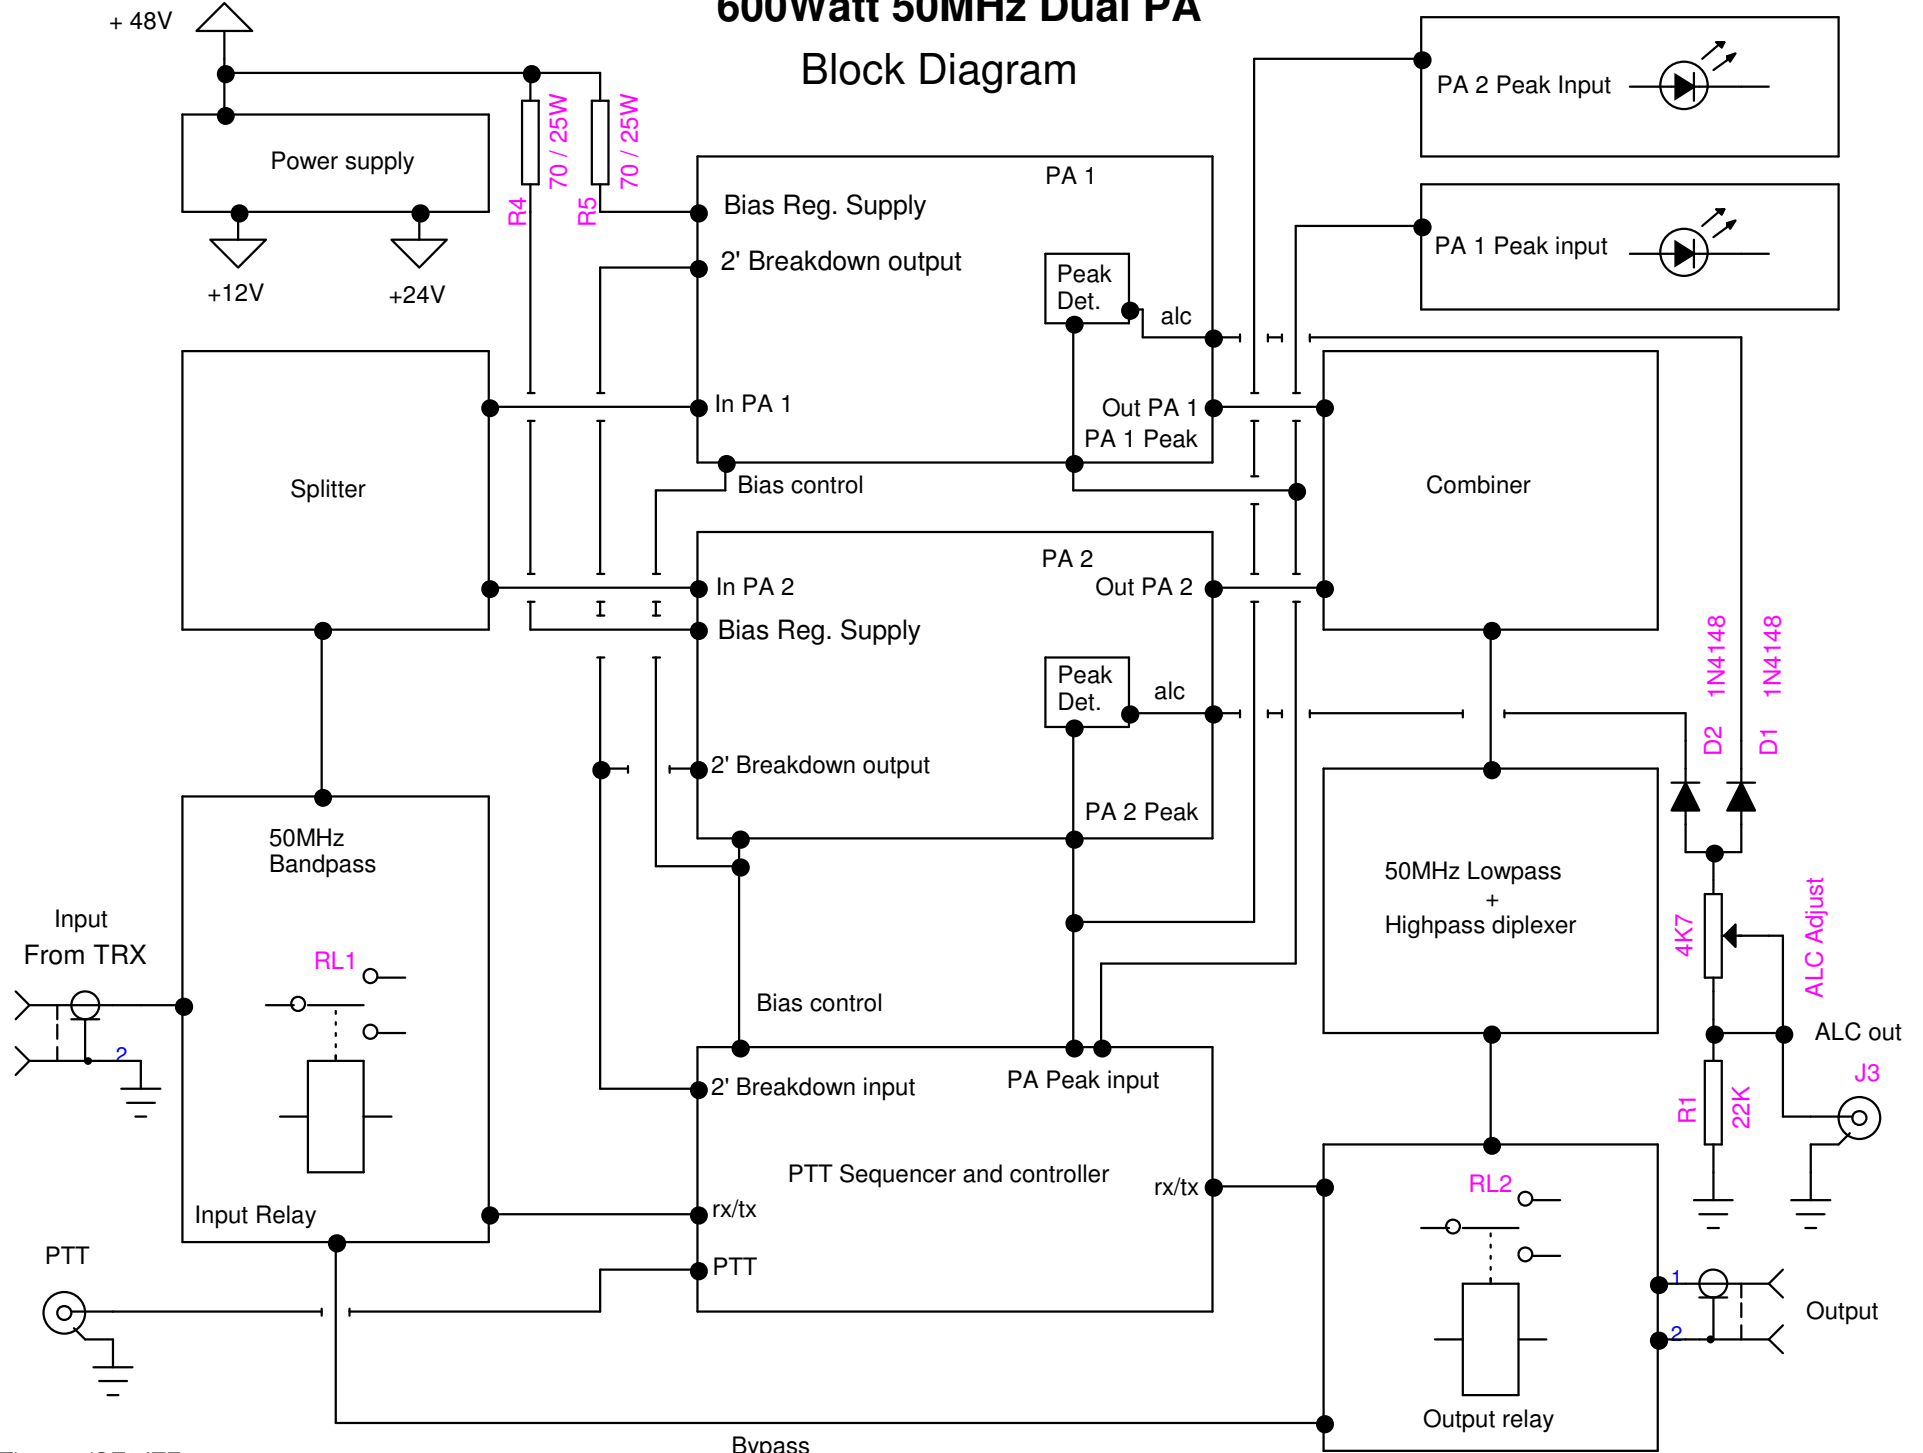 600Watt 50MHz Dual PA
Block Diagram
+ 48V
Power supply
+12V
+24V
R4
70 / 25W
R5
70 / 25W
PA 1
Bias Reg. Supply
2' Breakdown output
Peak
Det.
alc
In PA 1
Out PA 1
PA 1 Peak
Bias control
PA 2 Peak Input
PA 1 Peak input
Splitter
Combiner
PA 2
In PA 2
Out PA 2
Bias Reg. Supply
Peak
Det.
alc
2' Breakdown output
PA 2 Peak
D2
1N4148
D1
1N4148
50MHz
Bandpass
Input
From TRX
RL1
2
Input Relay
50MHz Lowpass
+
Highpass diplexer
4K7
ALC Adjust
ALC out
J3
R1
22K
Bias control
2' Breakdown input
PA Peak input
PTT Sequencer and controller
rx/tx
rx/tx
PTT
PTT
RL2
1
2
Output
Output relay
Bypass